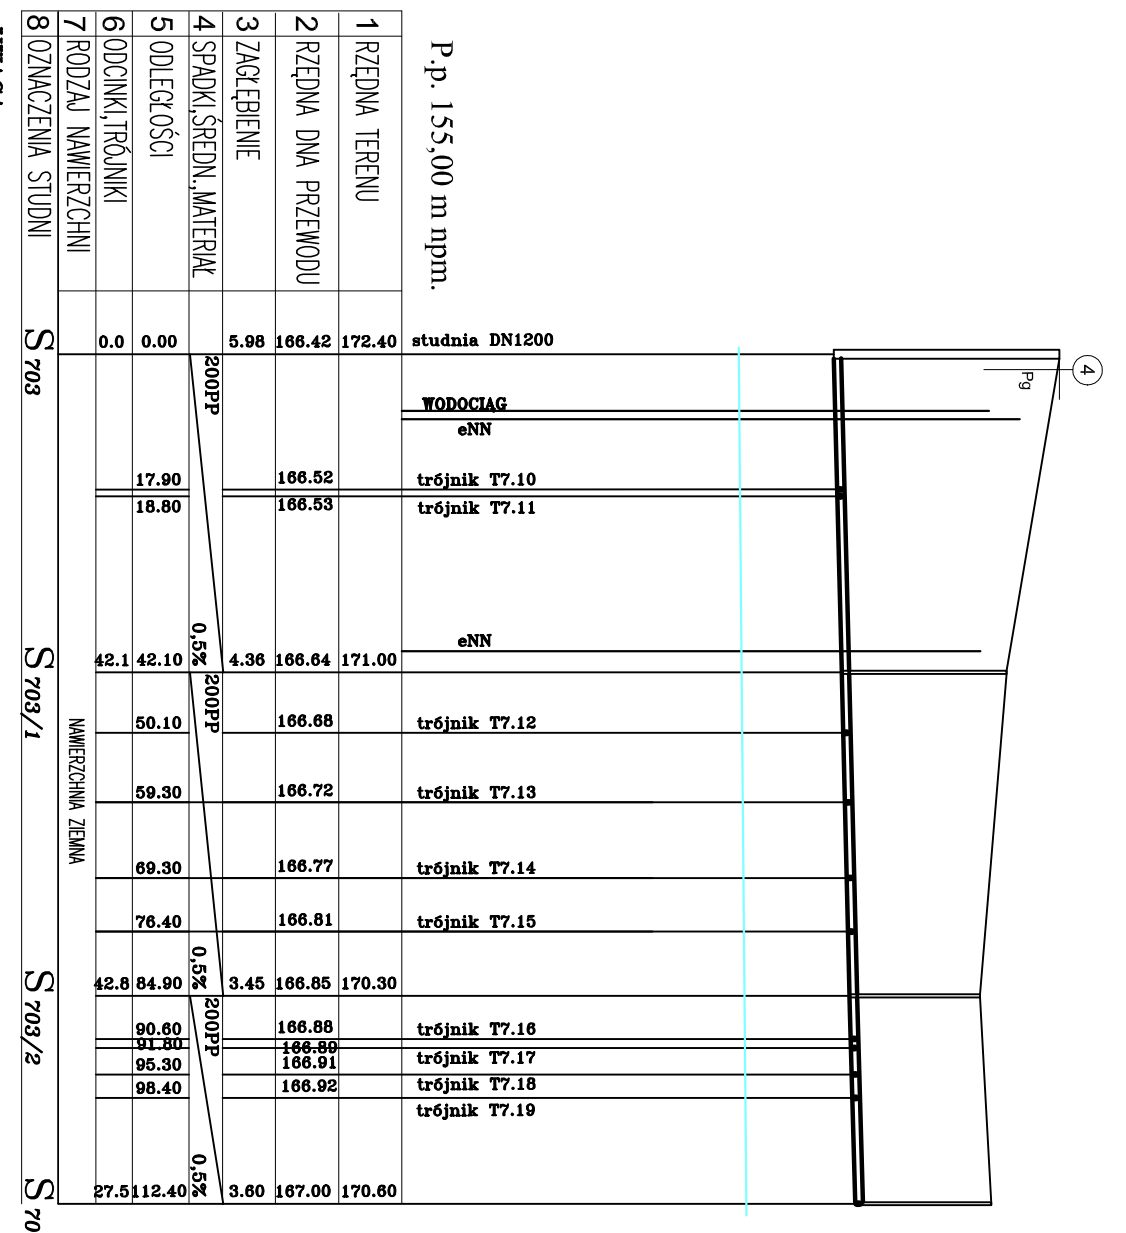 4
Pg
P.p. 155,00 m npm.
studnia DN1200
WODOCIĄG
eNN
trójnik T7.10
trójnik T7.11
eNN
trójnik T7.12
trójnik T7.13
trójnik T7.14
trójnik T7.15
trójnik T7.16
trójnik T7.17
trójnik T7.18
trójnik T7.19
1 RZĘDNA TERENU
172.40 171.00 170.30 170.60
2 RZĘDNA DNA PRZEWODU
166.42 166.52 166.53 166.64 166.68 166.72 166.77 166.81 166.85 166.88 166.89 166.91 166.92 167.00
3 ZAGŁĘBIENIE
5.98 4.36 3.45 3.60
4 SPADKI,ŚREDN.,MATERIAŁ
200PP 0,5% 200PP 0,5% 200PP 0,5%
5 ODLEGŁOŚCI
0.00 17.90 18.80 42.10 50.10 59.30 69.30 76.40 84.90 90.60 91.80 95.30 98.40 112.40
6 ODCINKI,TRÓJNIKI
0.0 42.1 42.8 27.5
7 RODZAJ NAWIERZCHNI
NAWIERZCHNIA ZIEMNA
8 OZNACZENIA STUDNI
S 703 S 703/1 S 703/2 S 70